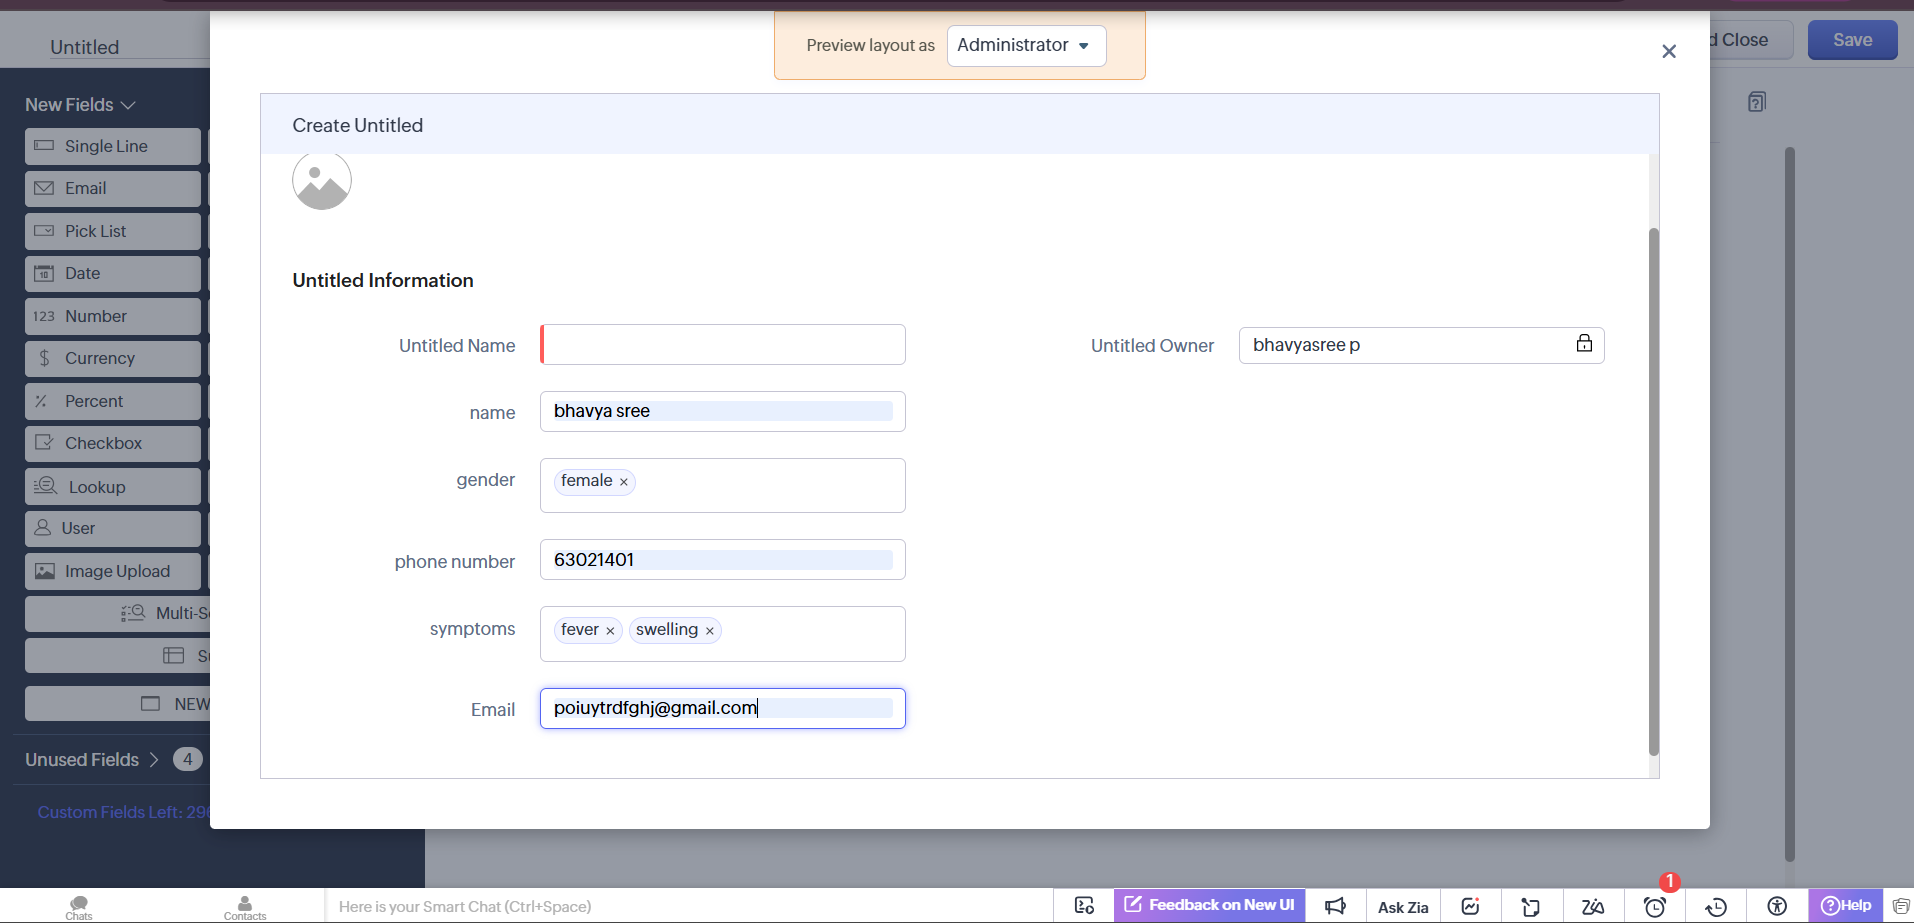 Untitled
d Close
Save
Preview layout as
Administrator
New Fields
Single Line
Email
Pick List
Date
Number
Currency
Percent
Checkbox
Lookup
User
Image Upload
Multi-S
S
NEW
Unused Fields
4
Custom Fields Left: 29
Create Untitled
Untitled Information
Untitled Name
Untitled Owner
bhavyasree p
name
bhavya sree
gender
female ×
phone number
63021401
symptoms
fever × swelling ×
Email
poiuytrdfghj@gmail.com
Chats
Contacts
Here is your Smart Chat (Ctrl+Space)
Feedback on New UI
Ask Zia
1
Help